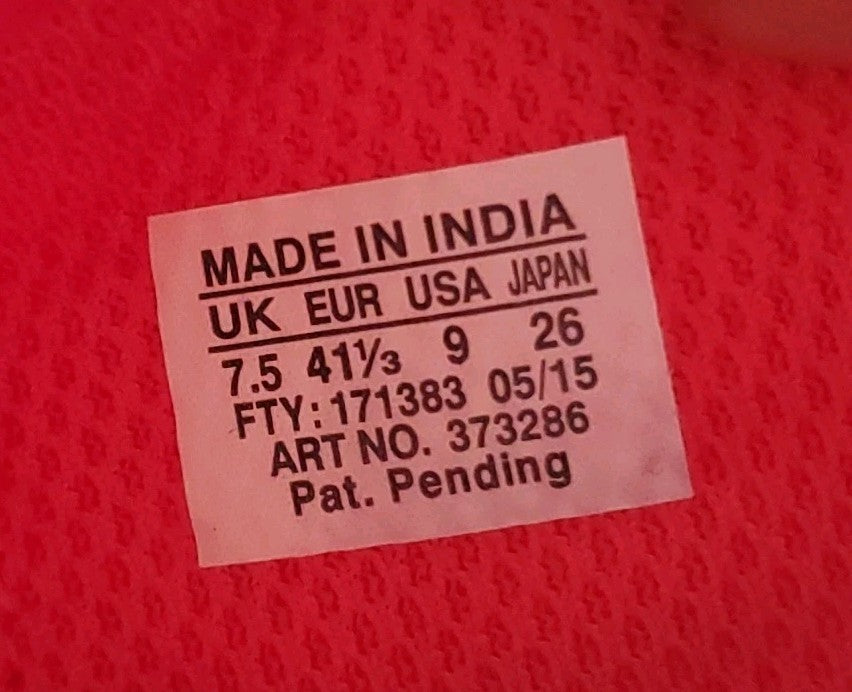 MADE IN INDIA
UK EUR USA JAPAN
7.5 41⅓ 9 26
FTY: 171383 05/15
ART NO. 373286
Pat. Pending